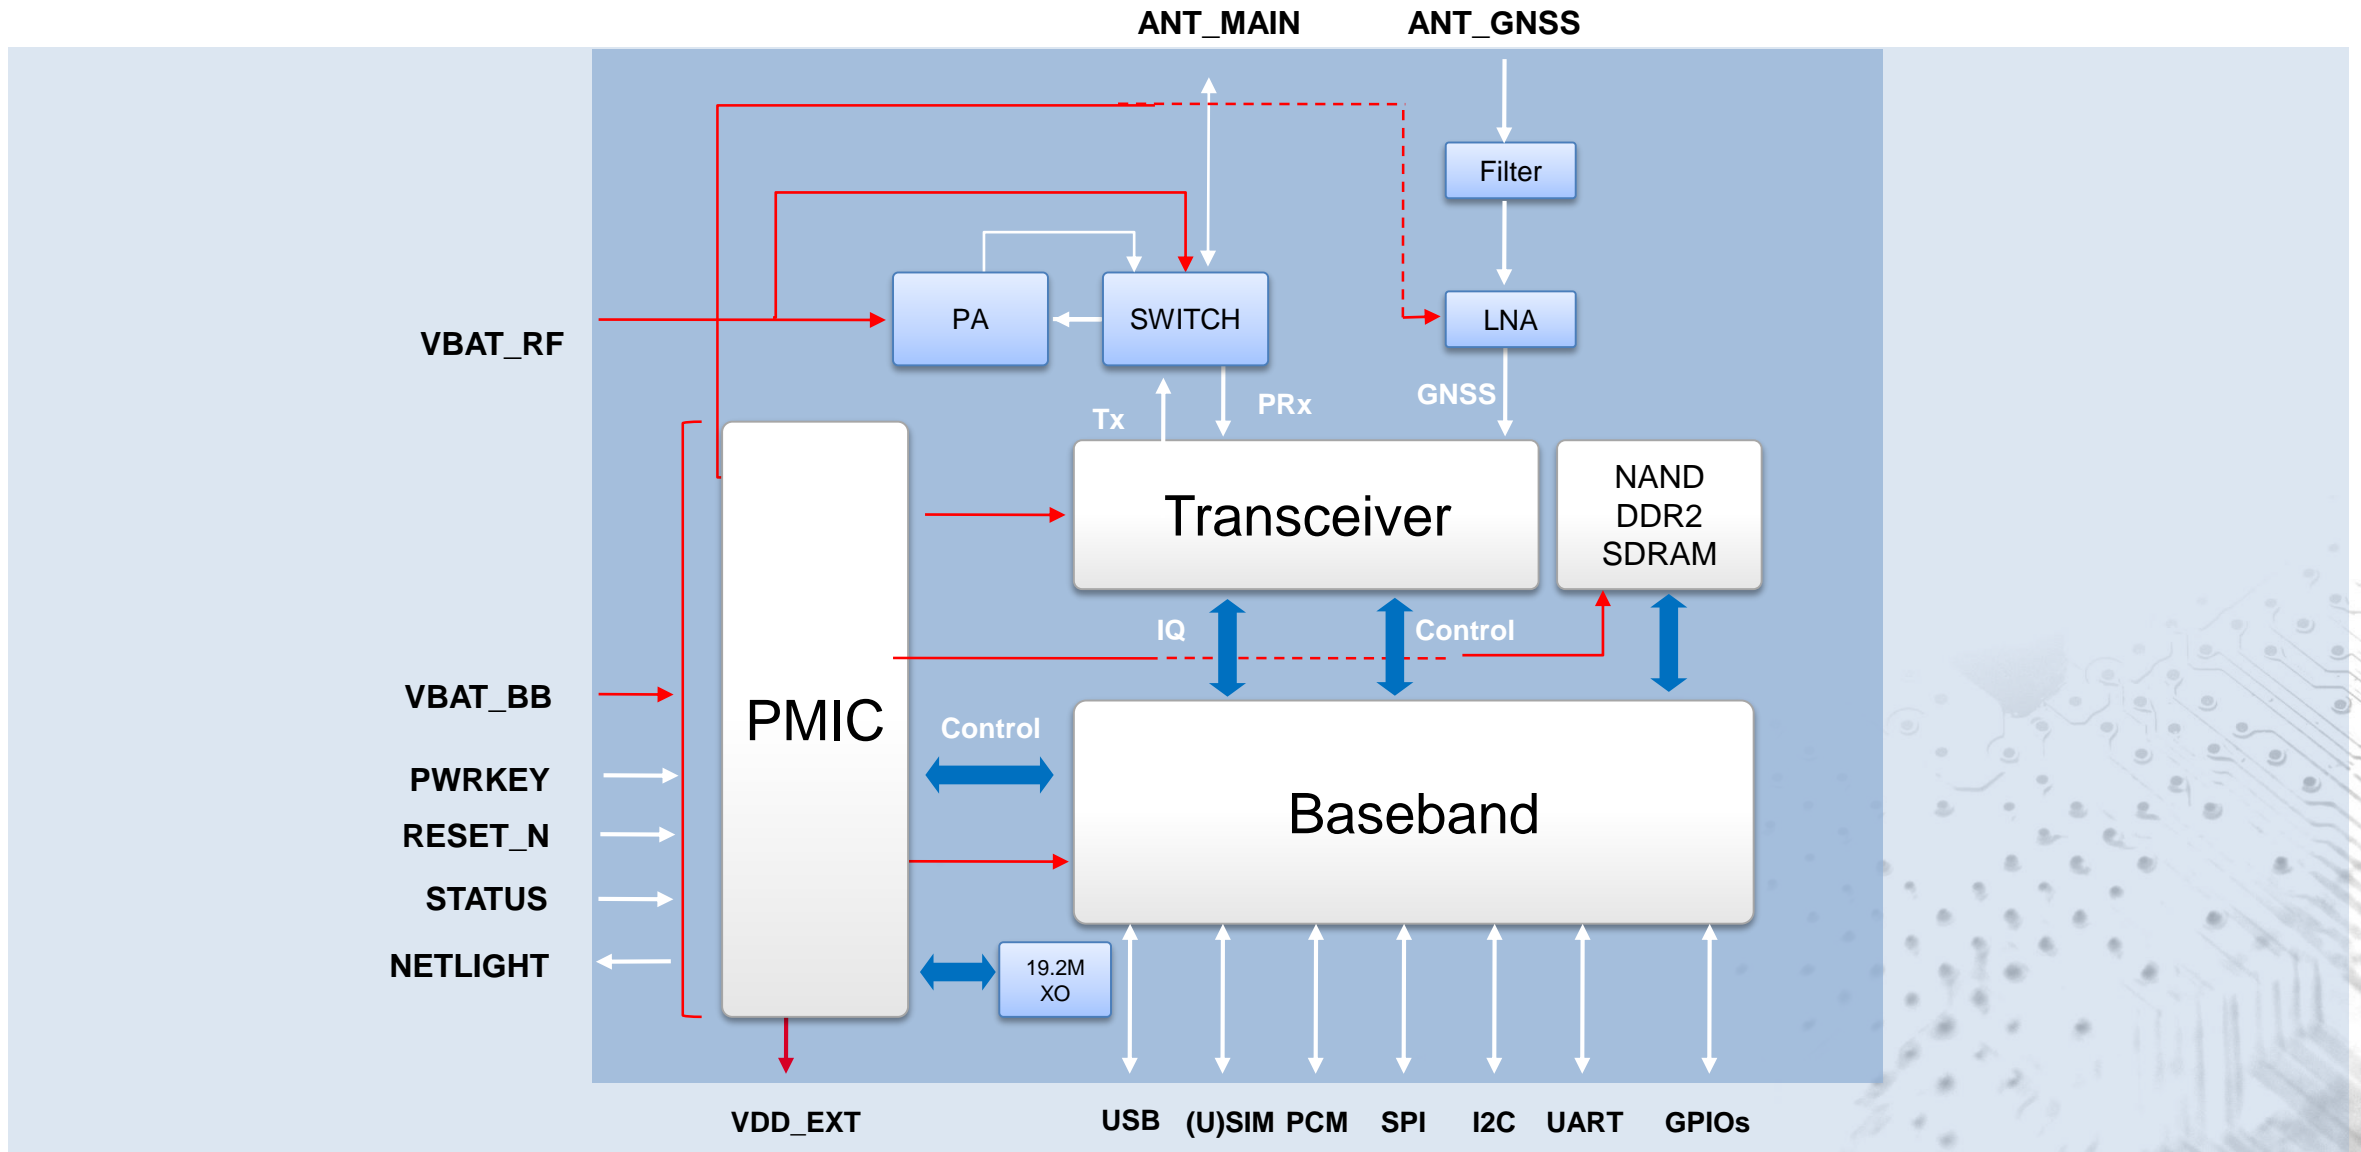 ANT_MAIN
ANT_GNSS
Filter
PA
SWITCH
LNA
VBAT_RF
Tx
PRx
GNSS
Transceiver
NAND
DDR2
SDRAM
IQ
Control
VBAT_BB
PMIC
Control
PWRKEY
Baseband
RESET_N
STATUS
NETLIGHT
19.2M
XO
VDD_EXT
USB
(U)SIM
PCM
SPI
I2C
UART
GPIOs